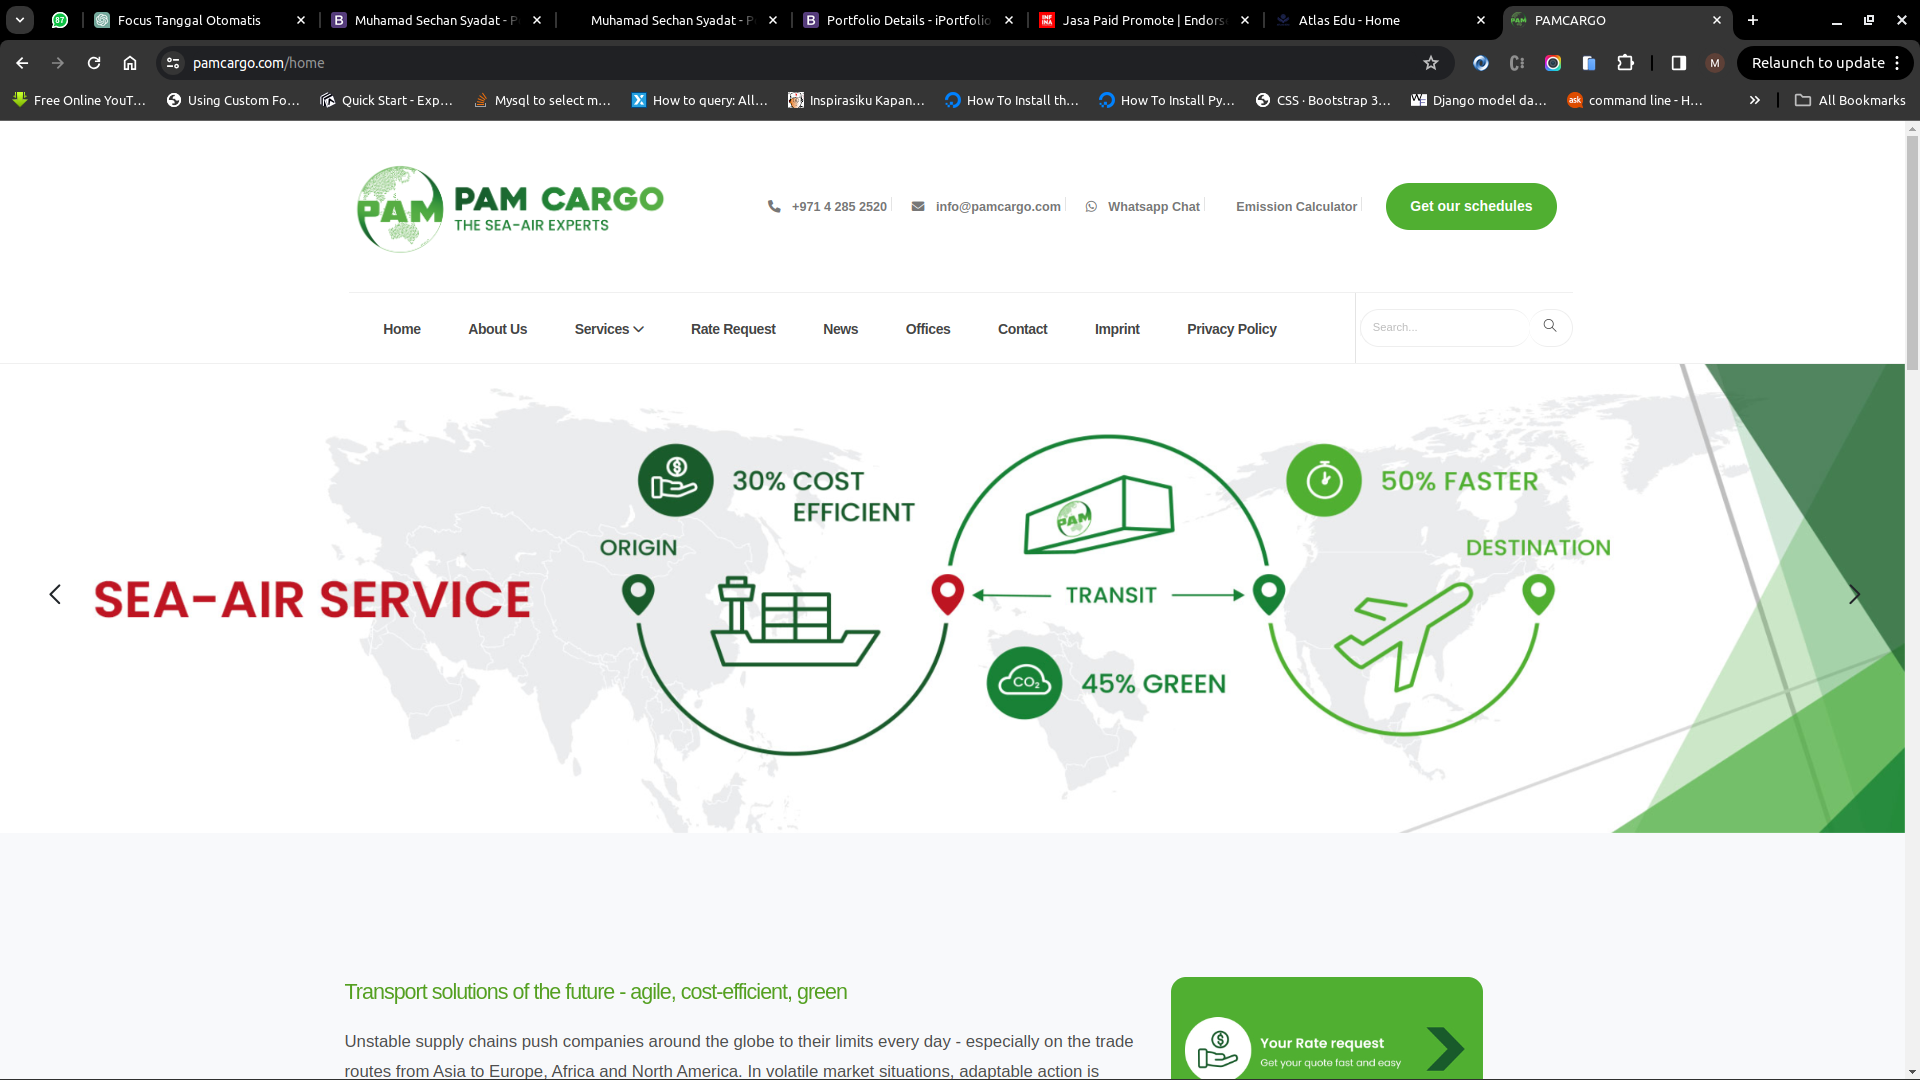 87
Focus Tanggal Otomatis
Muhamad Sechan Syadat - P
Muhamad Sechan Syadat - P
Portfolio Details - iPortfolio
Jasa Paid Promote | Endors
Atlas Edu - Home
PAMCARGO
pamcargo.com/home
M
Relaunch to update
Free Online YouT...
Using Custom Fo...
Quick Start - Exp...
Mysql to select m...
How to query: All...
Inspirasiku Kapan...
How To Install th...
How To Install Py...
CSS · Bootstrap 3...
Django model da...
command line - H...
All Bookmarks
PAM
PAM CARGO
THE SEA-AIR EXPERTS
+971 4 285 2520
info@pamcargo.com
Whatsapp Chat
Emission Calculator
Get our schedules
Home
About Us
Services
Rate Request
News
Offices
Contact
Imprint
Privacy Policy
Search...
30% COST
EFFICIENT
50% FASTER
PAM
ORIGIN
DESTINATION
SEA-AIR SERVICE
TRANSIT
CO₂
45% GREEN
Transport solutions of the future - agile, cost-efficient, green
Unstable supply chains push companies around the globe to their limits every day - especially on the trade
routes from Asia to Europe, Africa and North America. In volatile market situations, adaptable action is
Your Rate request
Get your quote fast and easy